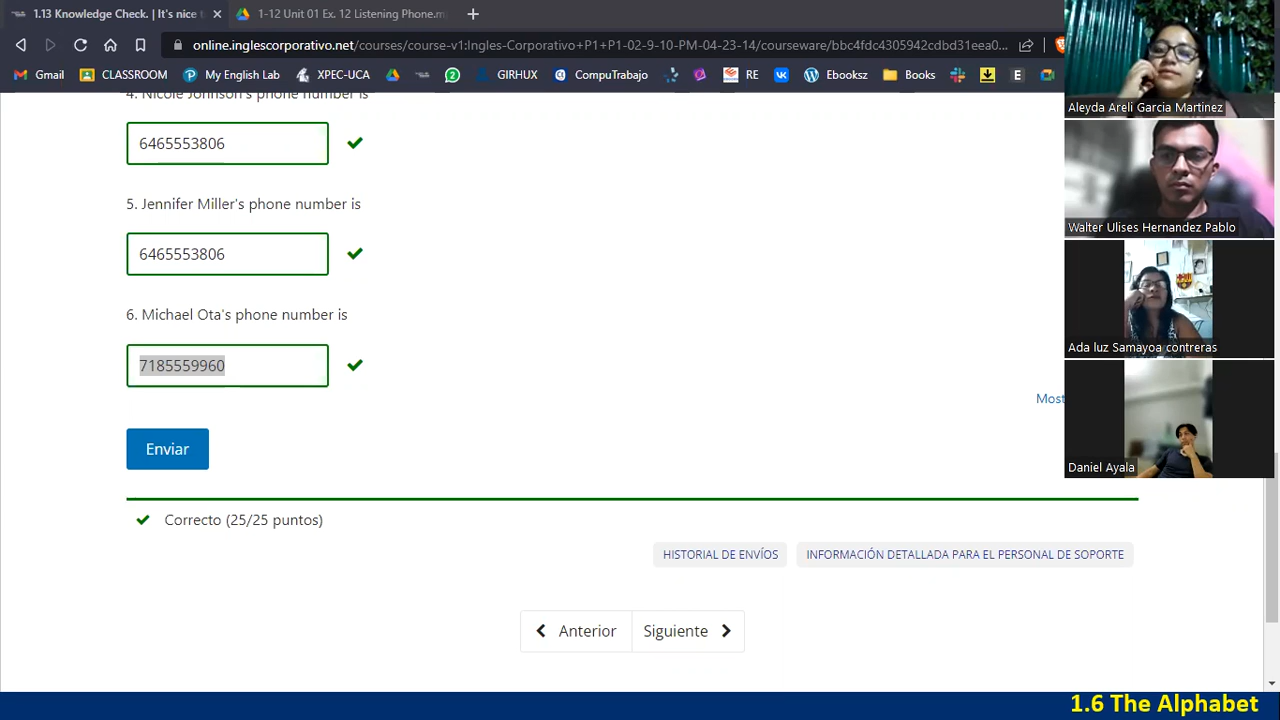 1.13 Knowledge Check. | It's nice t
1-12 Unit 01 Ex. 12 Listening Phone.m
online.inglescorporativo.net/courses/course-v1:Ingles-Corporativo+P1+P1-02-9-10-PM-04-23-14/courseware/bbc4fdc4305942cdbd31eea0...
Gmail
CLASSROOM
My English Lab
XPEC-UCA
2
GIRHUX
CompuTrabajo
RE
VK
Ebooksz
Books
E
4. Nicole Johnson's phone number is
6465553806
5. Jennifer Miller's phone number is
6465553806
6. Michael Ota's phone number is
7185559960
Most
Enviar
Correcto (25/25 puntos)
HISTORIAL DE ENVÍOS
INFORMACIÓN DETALLADA PARA EL PERSONAL DE SOPORTE
Anterior
Siguiente
Aleyda Areli Garcia Martinez
Walter Ulises Hernandez Pablo
Ada luz Samayoa contreras
Daniel Ayala
1.6 The Alphabet